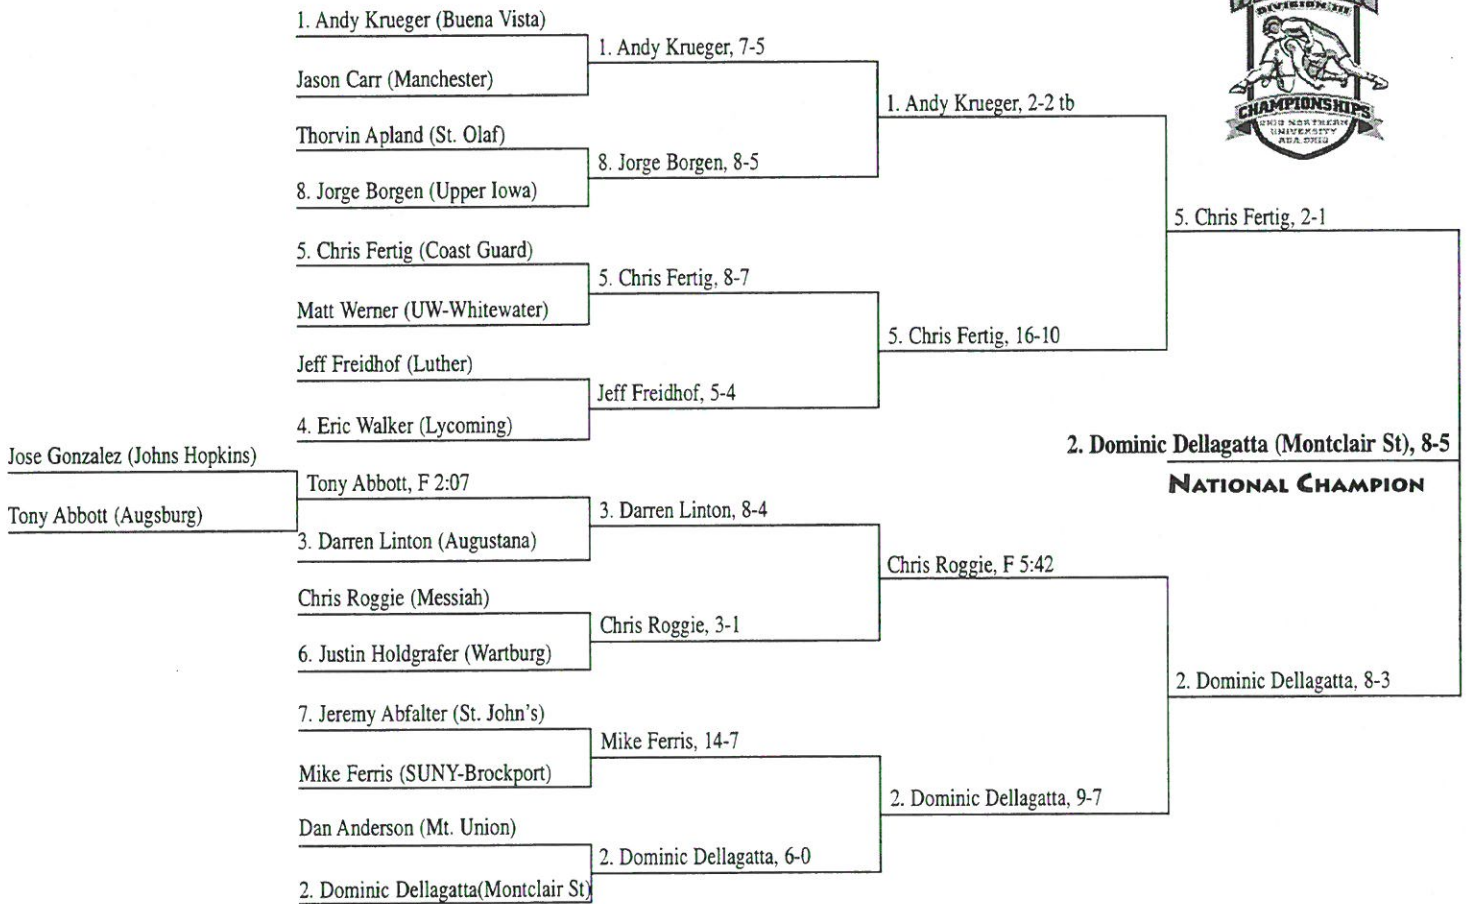 DIVISION III
CHAMPIONSHIPS
OHIO NORTHERN
UNIVERSITY
ADA, OHIO
1. Andy Krueger (Buena Vista)
Jason Carr (Manchester)
Thorvin Apland (St. Olaf)
8. Jorge Borgen (Upper Iowa)
5. Chris Fertig (Coast Guard)
Matt Werner (UW-Whitewater)
Jeff Freidhof (Luther)
4. Eric Walker (Lycoming)
Jose Gonzalez (Johns Hopkins)
Tony Abbott (Augsburg)
Tony Abbott, F 2:07
3. Darren Linton (Augustana)
Chris Roggie (Messiah)
6. Justin Holdgrafer (Wartburg)
7. Jeremy Abfalter (St. John's)
Mike Ferris (SUNY-Brockport)
Dan Anderson (Mt. Union)
2. Dominic Dellagatta(Montclair St)
1. Andy Krueger, 7-5
8. Jorge Borgen, 8-5
5. Chris Fertig, 8-7
Jeff Freidhof, 5-4
3. Darren Linton, 8-4
Chris Roggie, 3-1
Mike Ferris, 14-7
2. Dominic Dellagatta, 6-0
1. Andy Krueger, 2-2 tb
5. Chris Fertig, 16-10
Chris Roggie, F 5:42
2. Dominic Dellagatta, 9-7
5. Chris Fertig, 2-1
2. Dominic Dellagatta, 8-3
2. Dominic Dellagatta (Montclair St), 8-5
NATIONAL CHAMPION